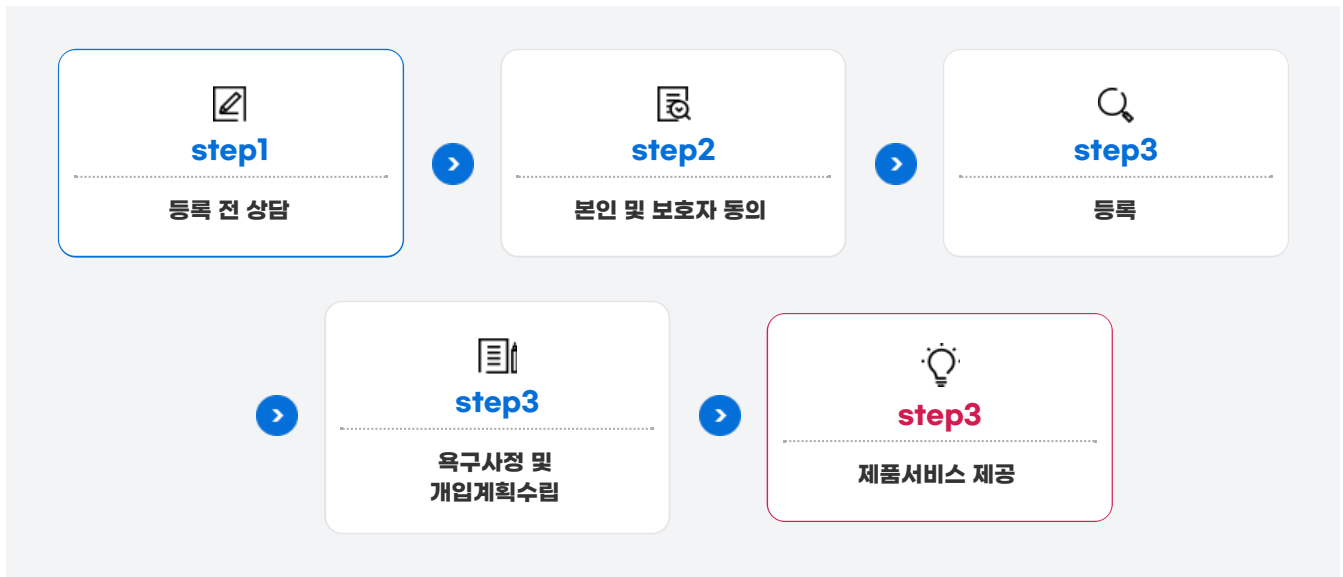 step1
등록 전 상담
step2
본인 및 보호자 동의
step3
등록
step3
욕구사정 및
개입계획수립
step3
제품서비스 제공